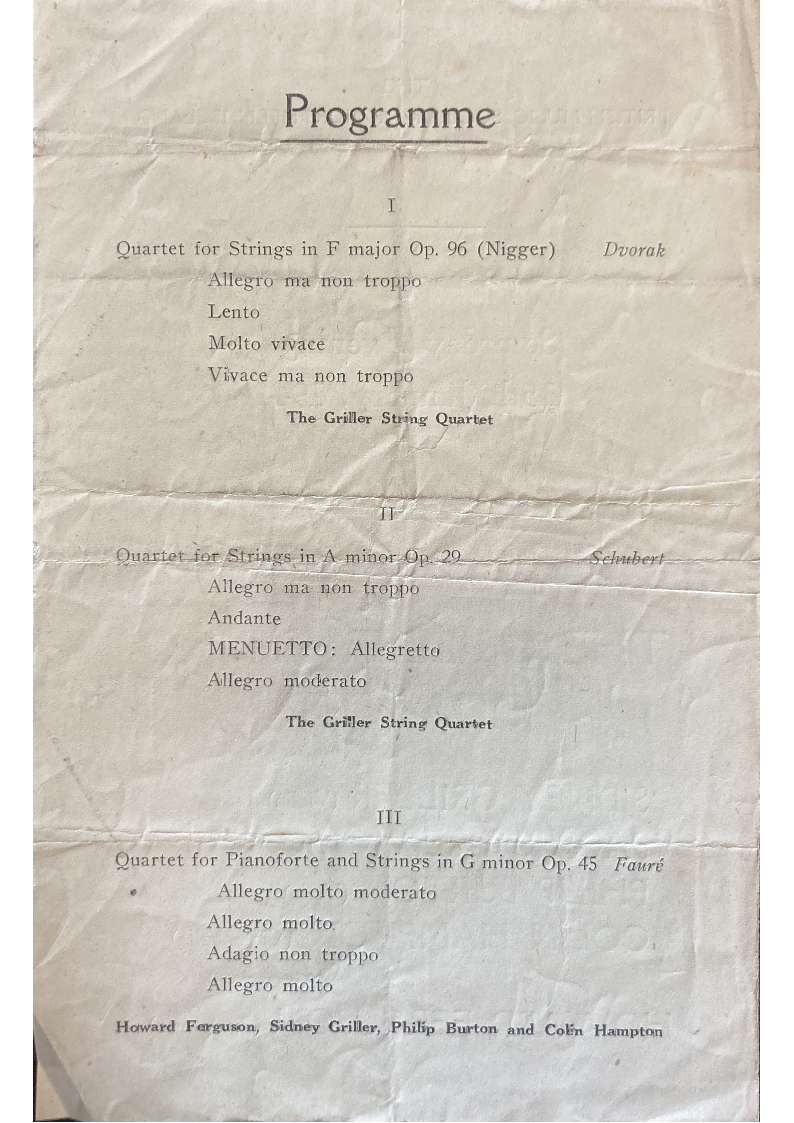 Programme
I
Quartet for Strings in F major Op. 96 (Nigger) Dvorak
Allegro ma non troppo
Lento
Molto vivace
Vivace ma non troppo
The Griller String Quartet
II
Quartet for Strings in A minor Op. 29 Schubert
Allegro ma non troppo
Andante
MENUETTO: Allegretto
Allegro moderato
The Griller String Quartet
III
Quartet for Pianoforte and Strings in G minor Op. 45 Fauré
Allegro molto moderato
Allegro molto
Adagio non troppo
Allegro molto
Howard Ferguson, Sidney Griller, Philip Burton and Colin Hampton